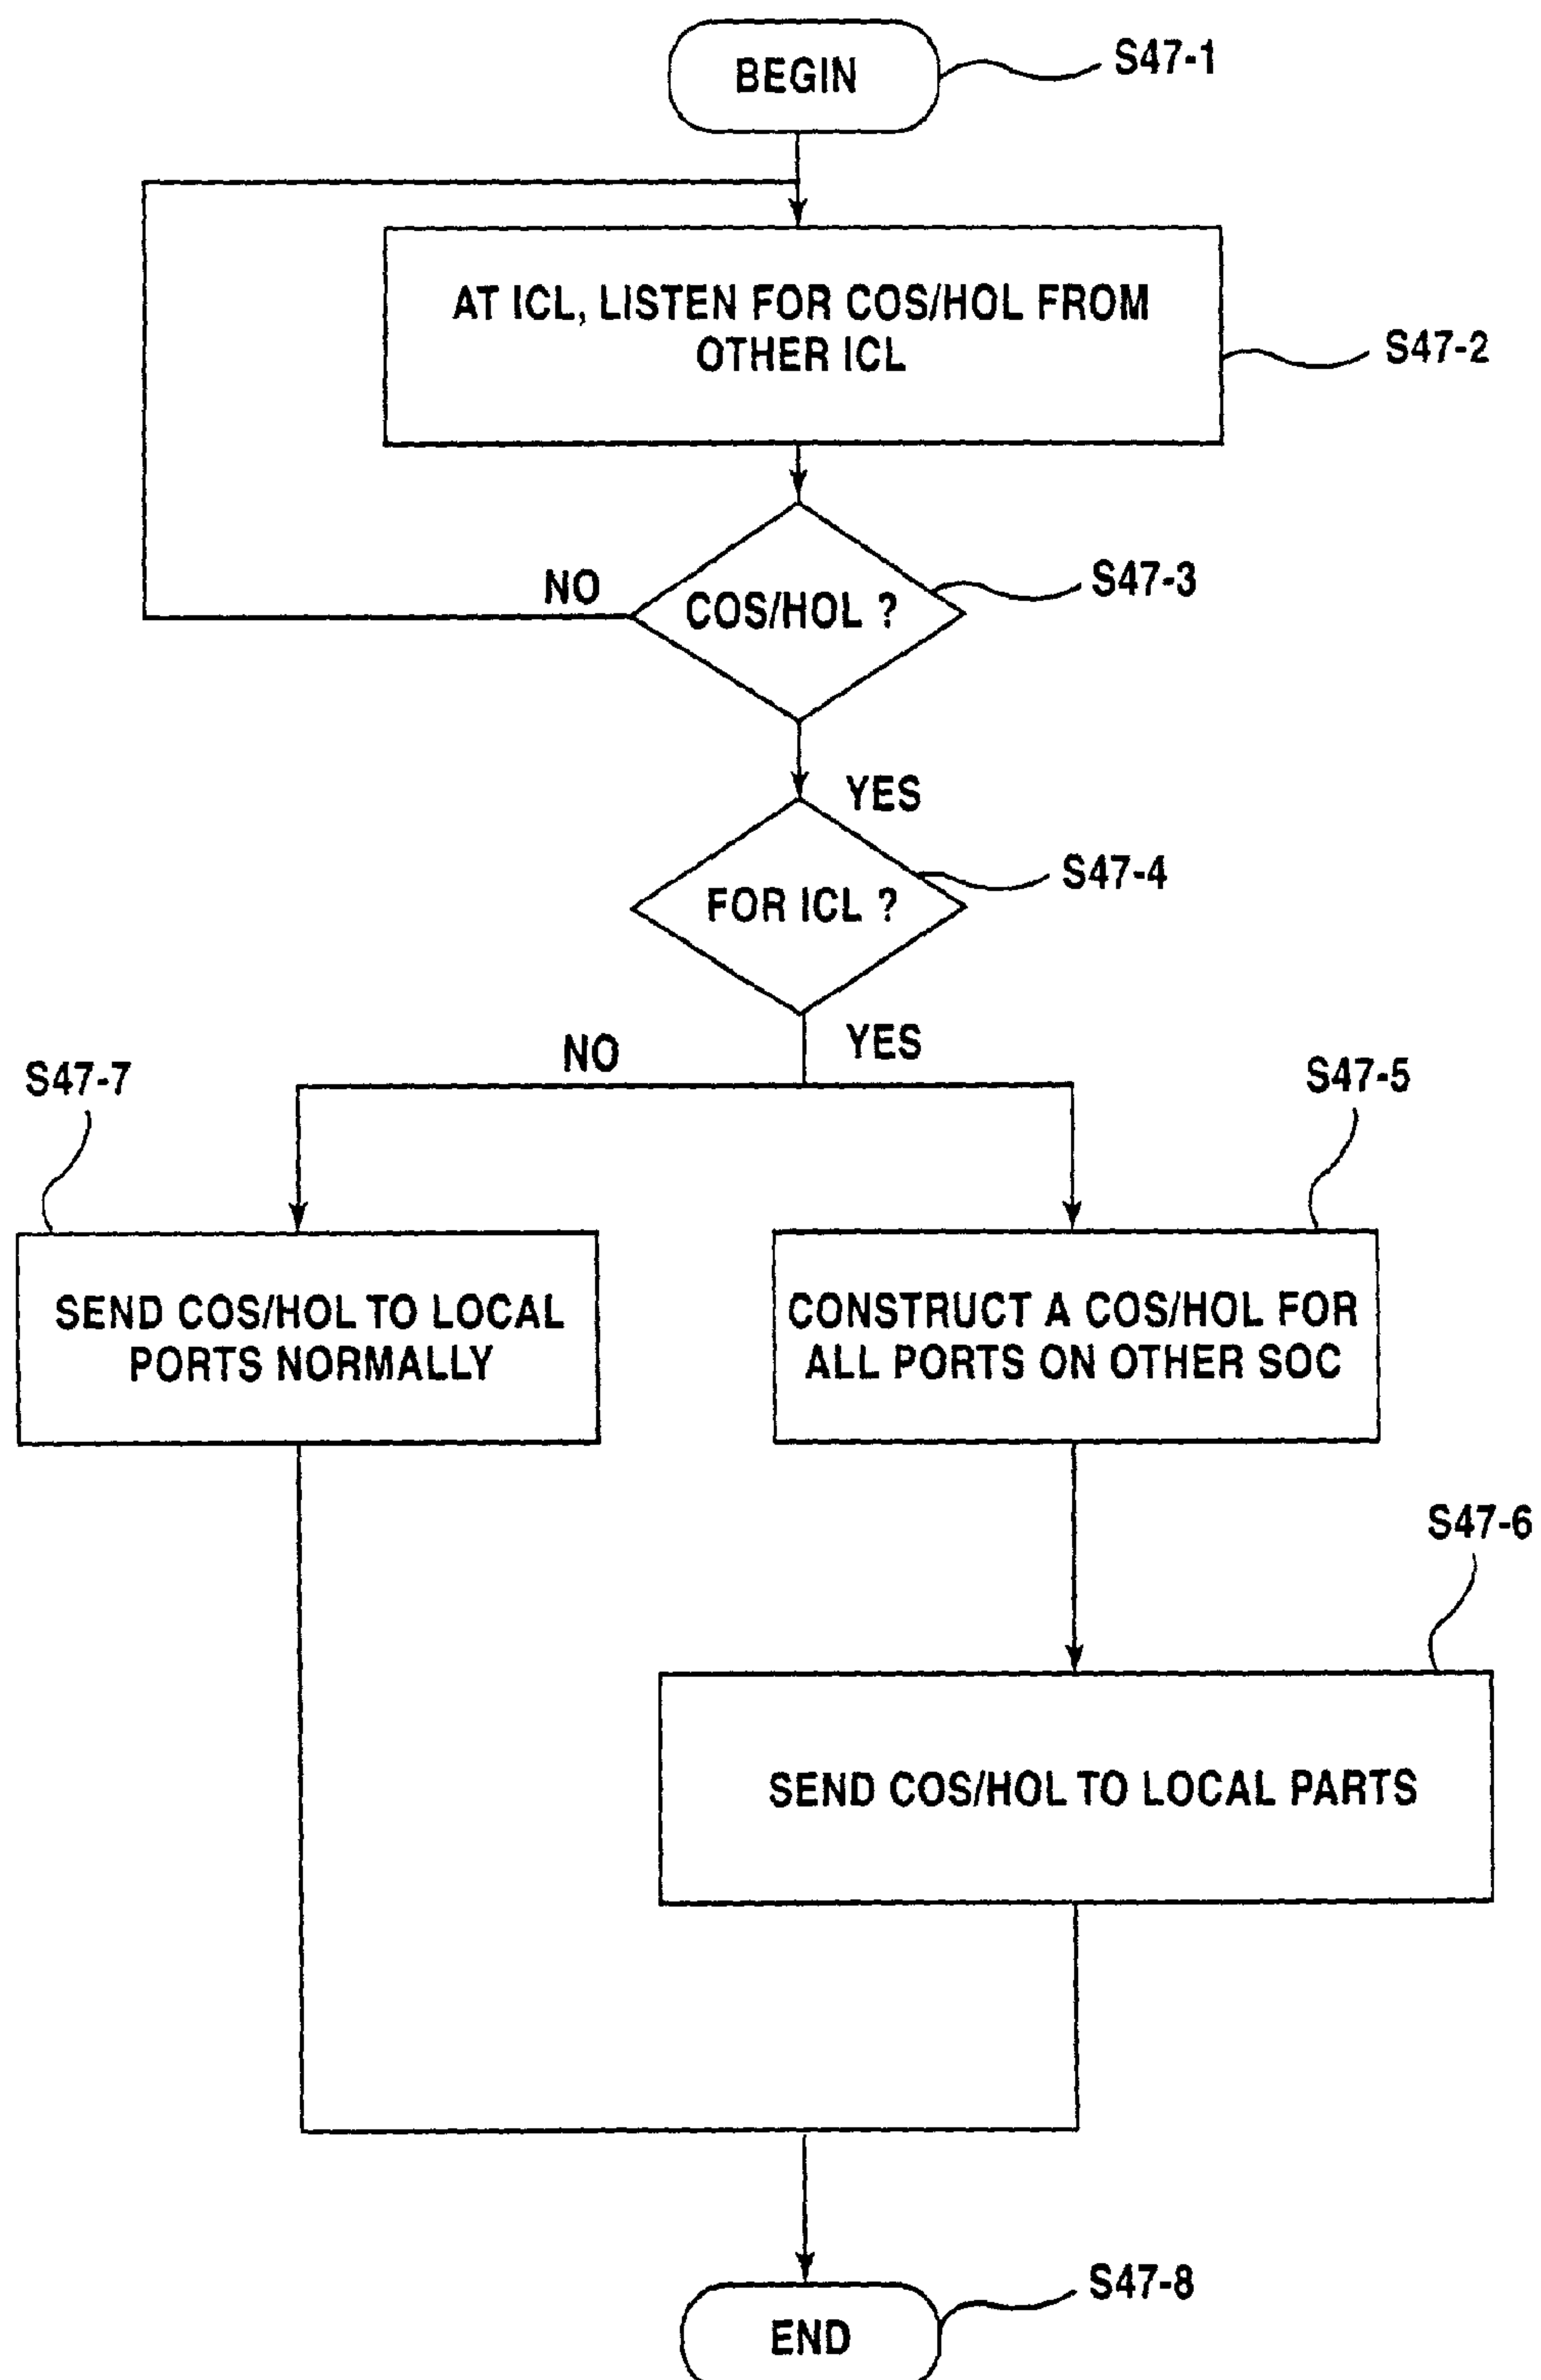 BEGIN
S47-1
AT ICL, LISTEN FOR COS/HOL FROM
OTHER ICL
S47-2
NO
COS/HOL ?
S47-3
YES
FOR ICL ?
S47-4
NO
YES
S47-7
S47-5
SEND COS/HOL TO LOCAL
PORTS NORMALLY
CONSTRUCT A COS/HOL FOR
ALL PORTS ON OTHER SOC
S47-6
SEND COS/HOL TO LOCAL PARTS
S47-8
END